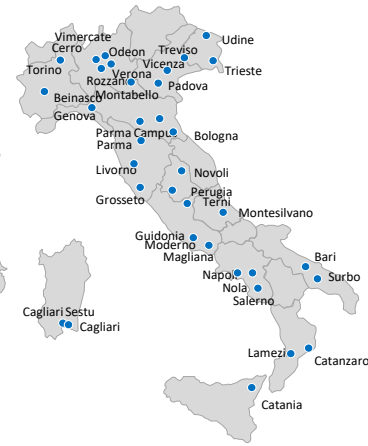 Vimercate
Udine
Cerro
Odeon
Treviso
Torino
Vicenza
Trieste
Verona
Rozzano
Padova
Beinasco
Montabello
Genova
Parma Campus
Bologna
Parma
Livorno
Novoli
Perugia
Grosseto
Terni
Montesilvano
Guidonia
Moderno
Magliana
Bari
Napoli
Surbo
Nola
Salerno
Cagliari Sestu
Cagliari
Lamezia
Catanzaro
Catania